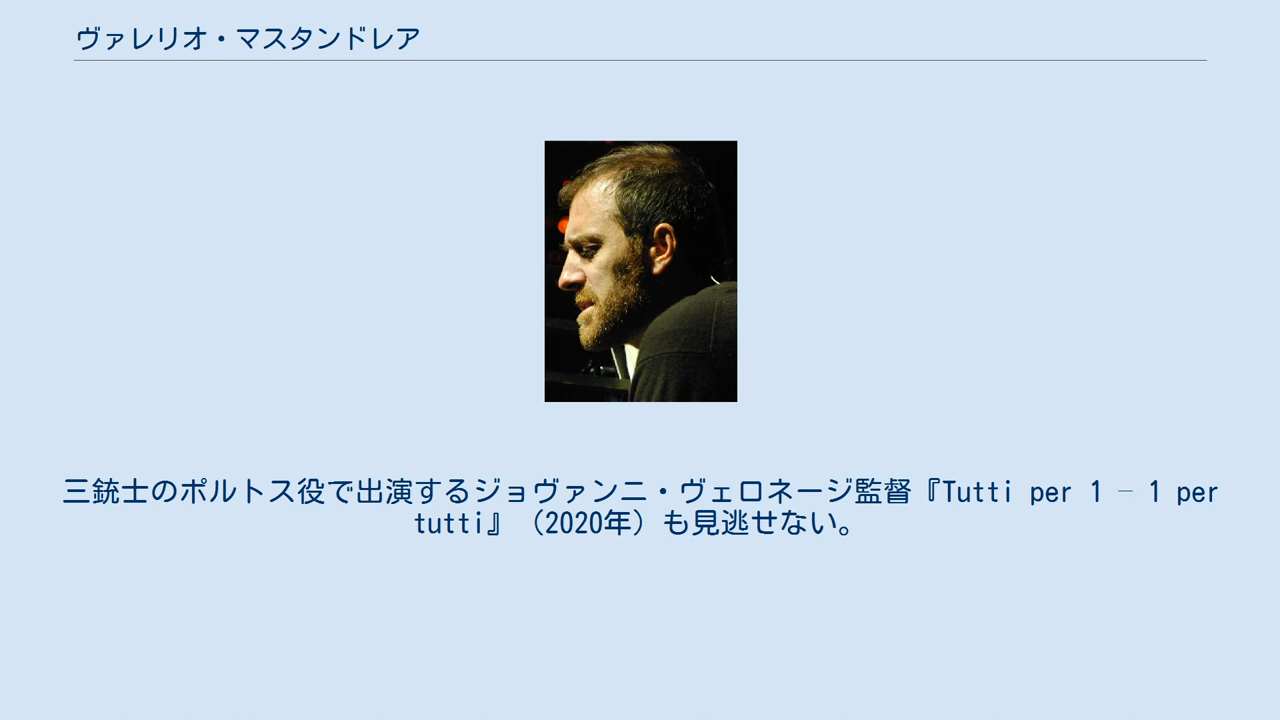 ヴァレリオ・マスタンドレア
三銃士のポルトス役で出演するジョヴァンニ・ヴェロネージ監督『Tutti per 1 – 1 per
tutti』（2020年）も見逃せない。